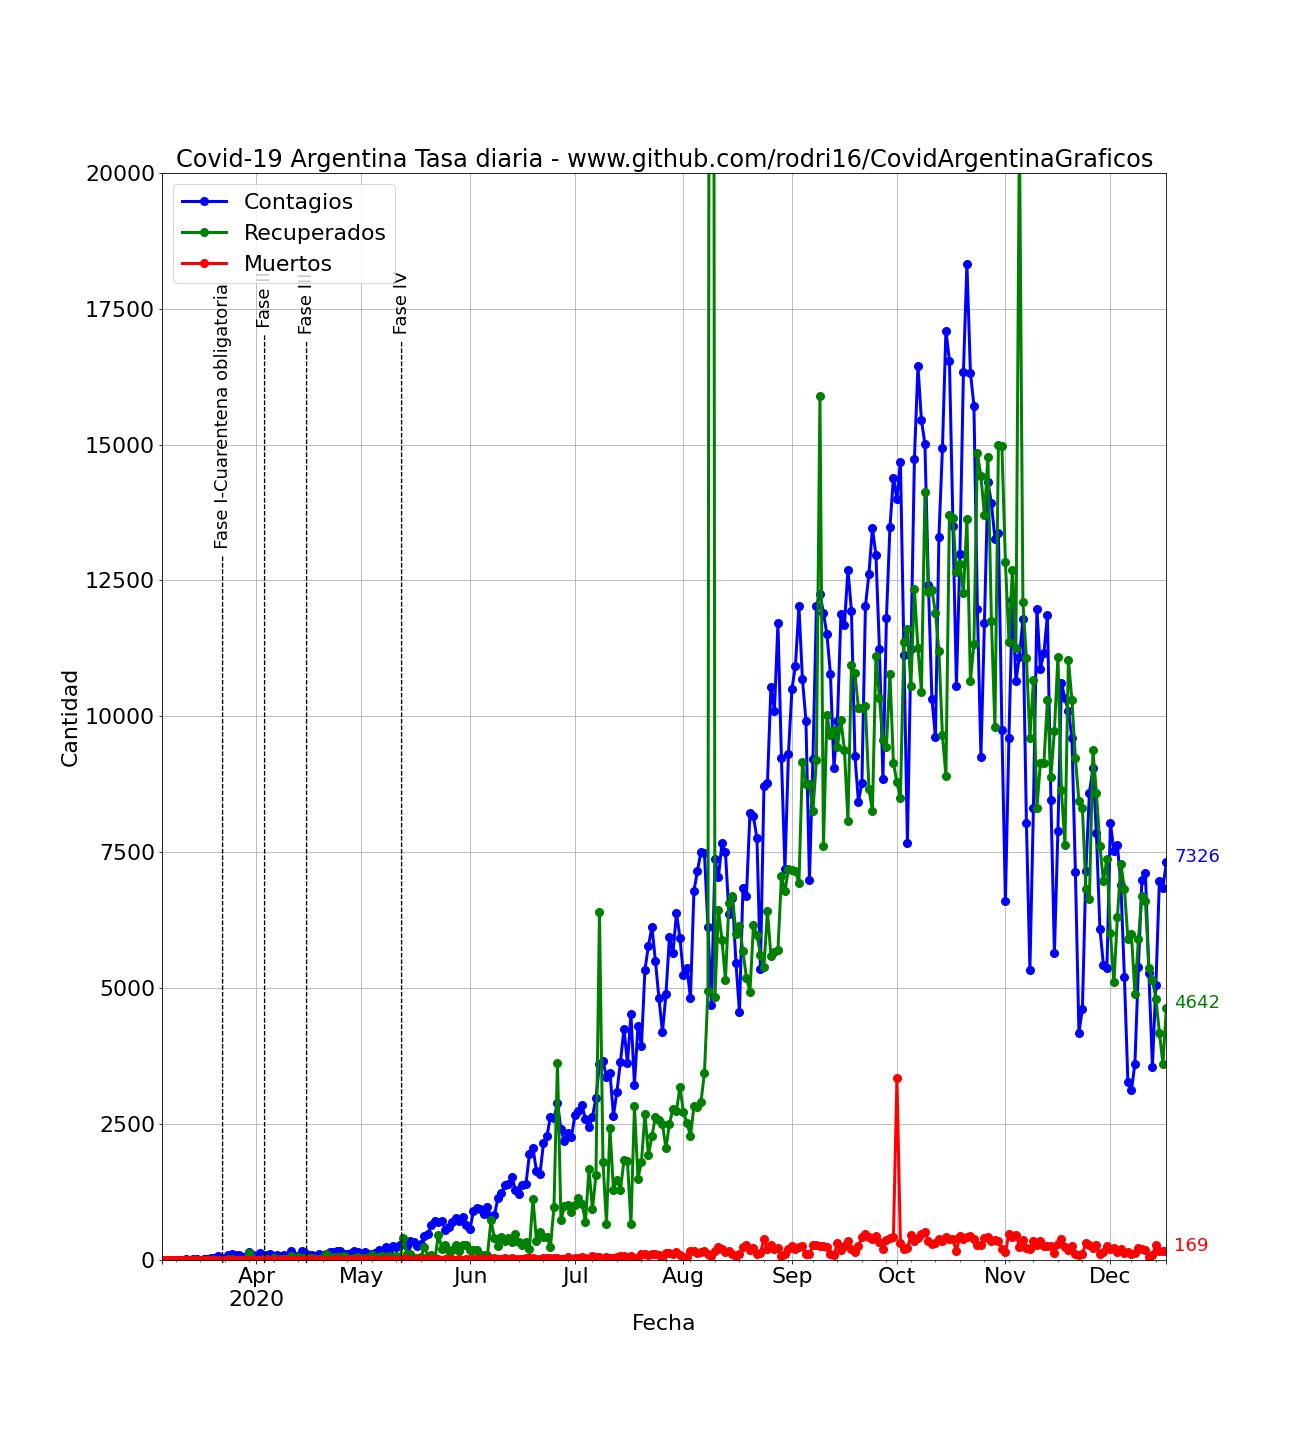 Covid-19 Argentina Tasa diaria - www.github.com/rodri16/CovidArgentinaGraficos
20000
17500
15000
12500
10000
7500
5000
2500
0
Cantidad
Contagios
Recuperados
Muertos
Fase I-Cuarentena obligatoria
Fase II
Fase III
Fase IV
7326
4642
169
Apr
2020
May
Jun
Jul
Aug
Sep
Oct
Nov
Dec
Fecha